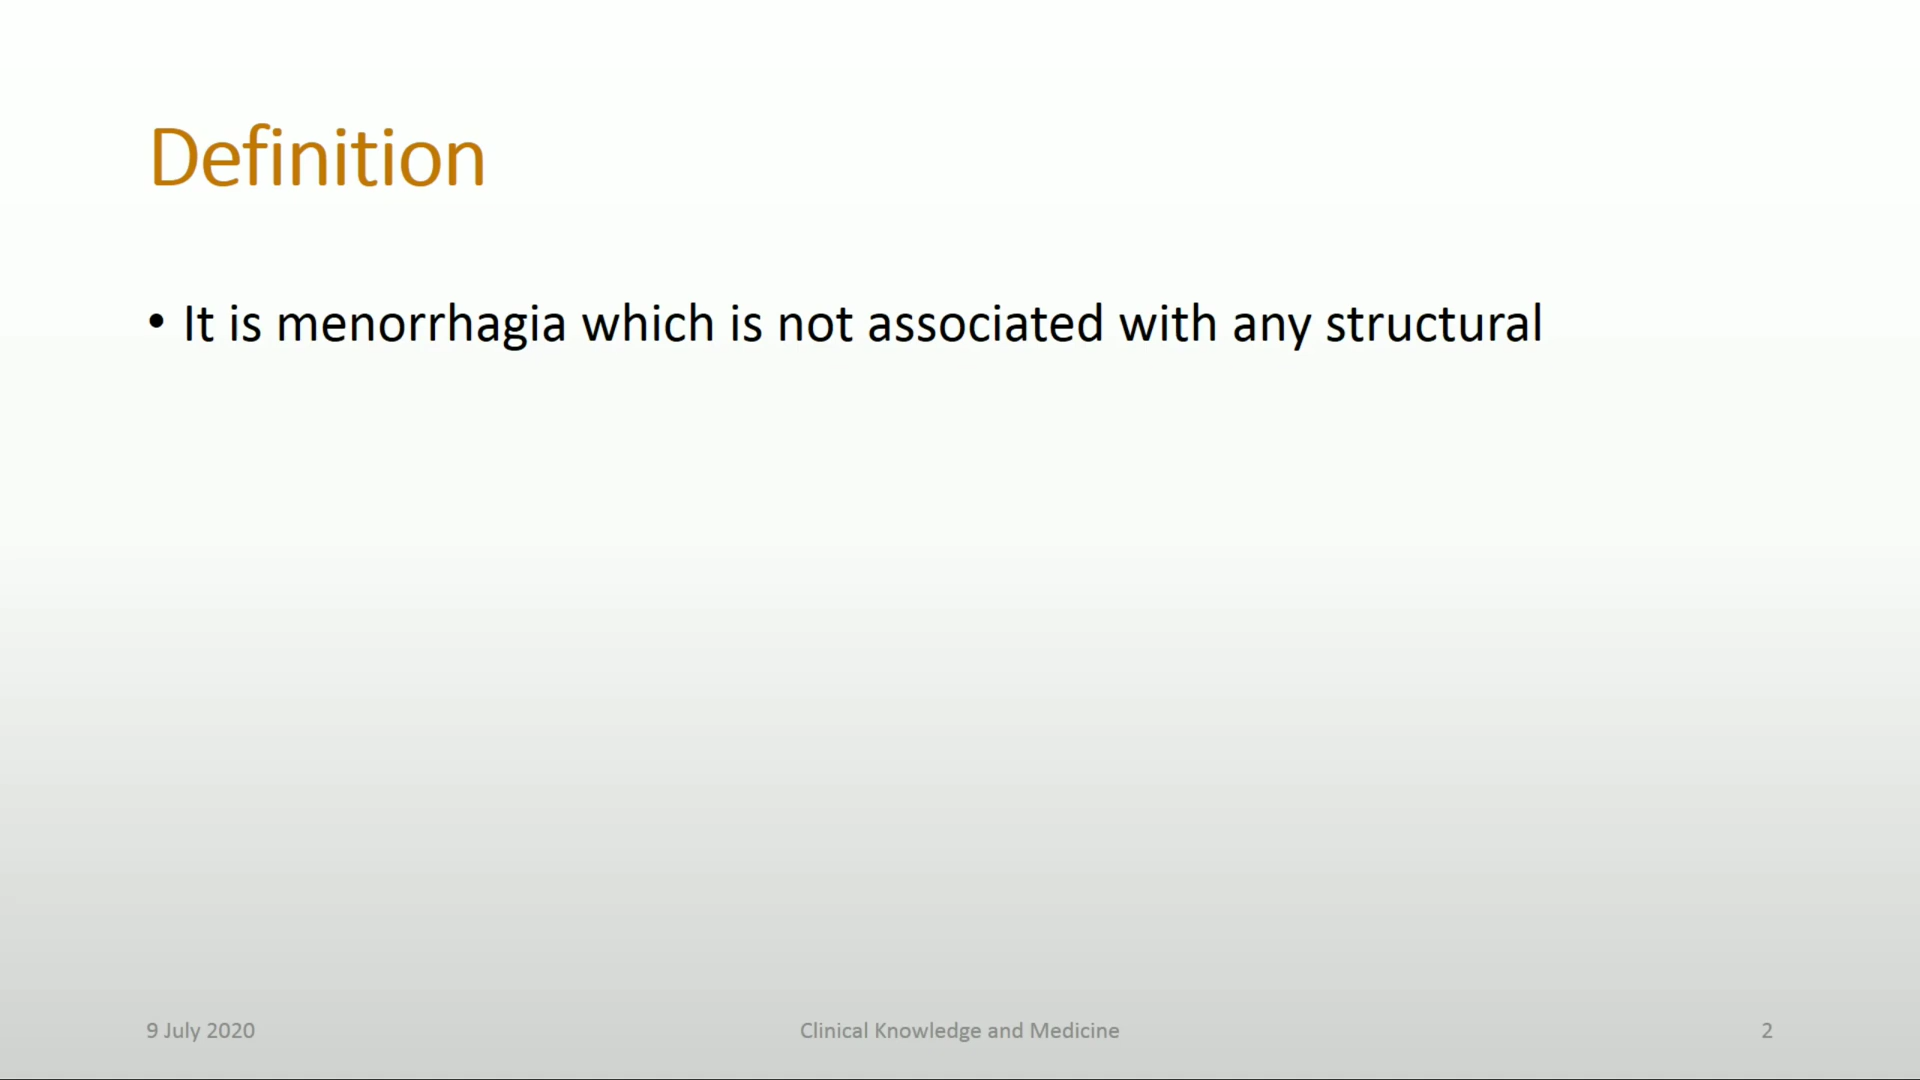 Definition
• It is menorrhagia which is not associated with any structural
9 July 2020
Clinical Knowledge and Medicine
2